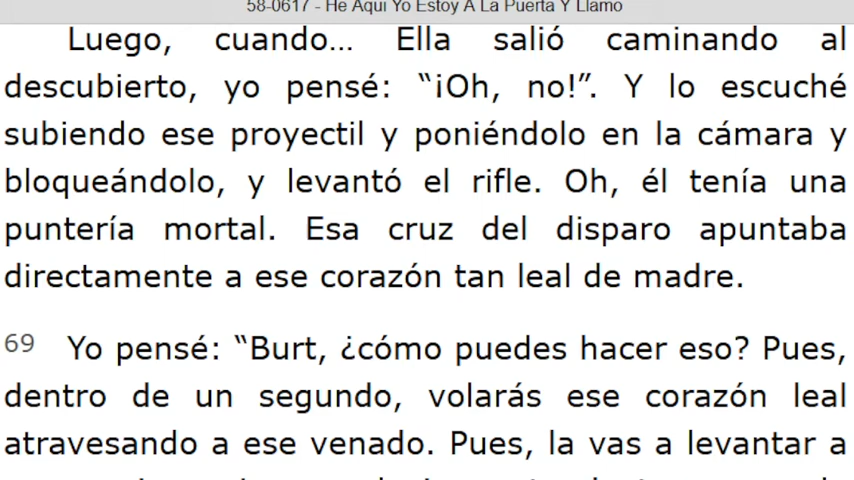 58-0617 - He Aquí Yo Estoy A La Puerta Y Llamo
Luego, cuando… Ella salió caminando al
descubierto, yo pensé: “¡Oh, no!”. Y lo escuché
subiendo ese proyectil y poniéndolo en la cámara y
bloqueándolo, y levantó el rifle. Oh, él tenía una
puntería mortal. Esa cruz del disparo apuntaba
directamente a ese corazón tan leal de madre.
69 Yo pensé: “Burt, ¿cómo puedes hacer eso? Pues,
dentro de un segundo, volarás ese corazón leal
atravesando a ese venado. Pues, la vas a levantar a